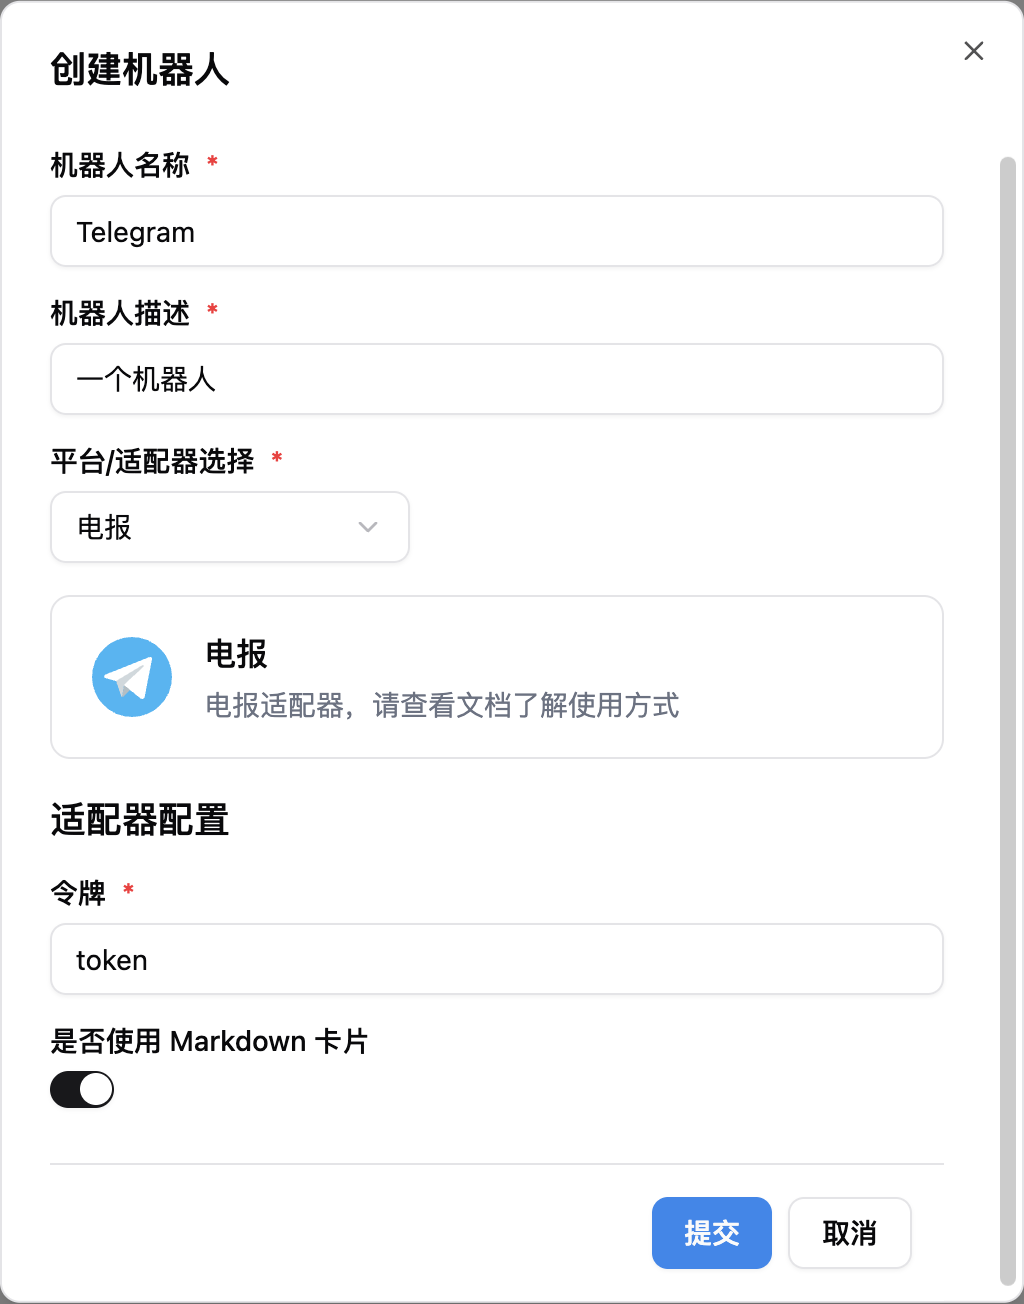 创建机器人
机器人名称 *
Telegram
机器人描述 *
一个机器人
平台/适配器选择 *
电报
电报
电报适配器，请查看文档了解使用方式
适配器配置
令牌 *
token
是否使用 Markdown 卡片
提交 取消